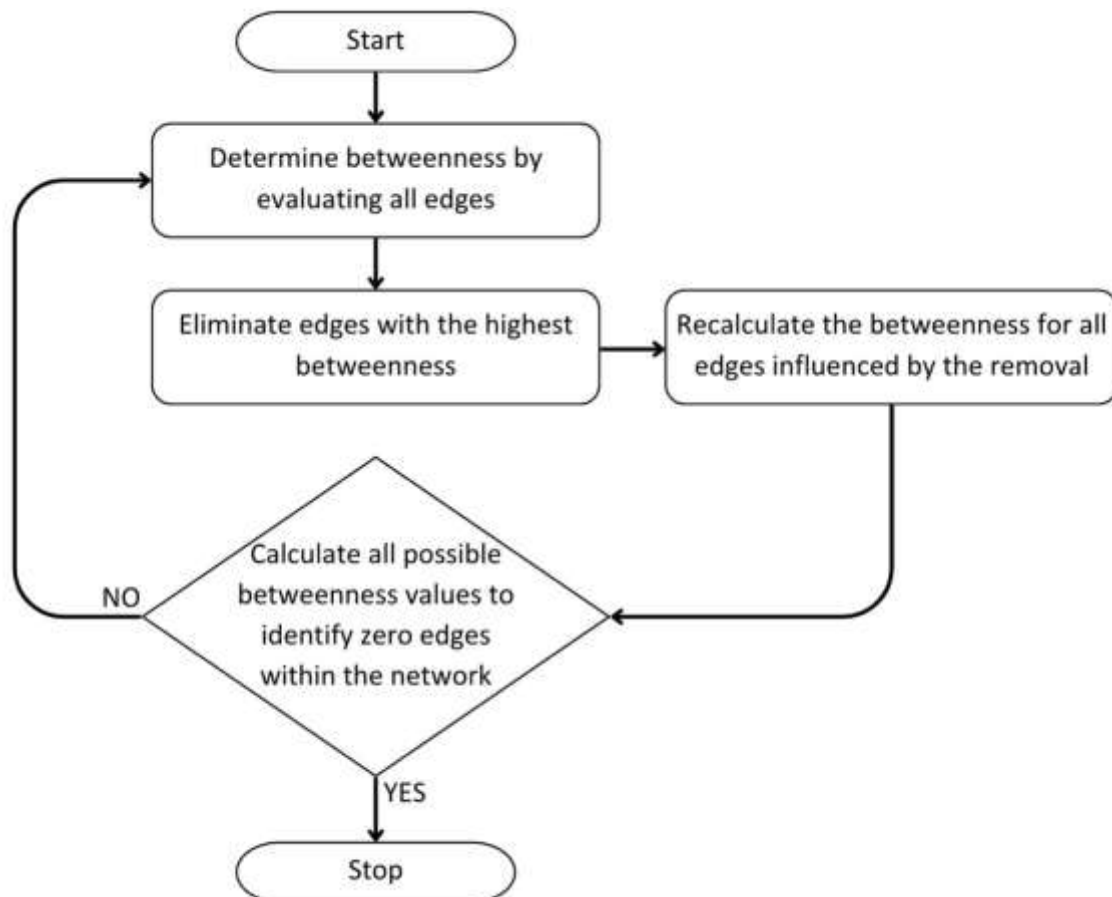 Start
Determine betweenness by
evaluating all edges
Eliminate edges with the highest
betweenness
Recalculate the betweenness for all
edges influenced by the removal
Calculate all possible
betweenness values to
identify zero edges
within the network
NO
YES
Stop